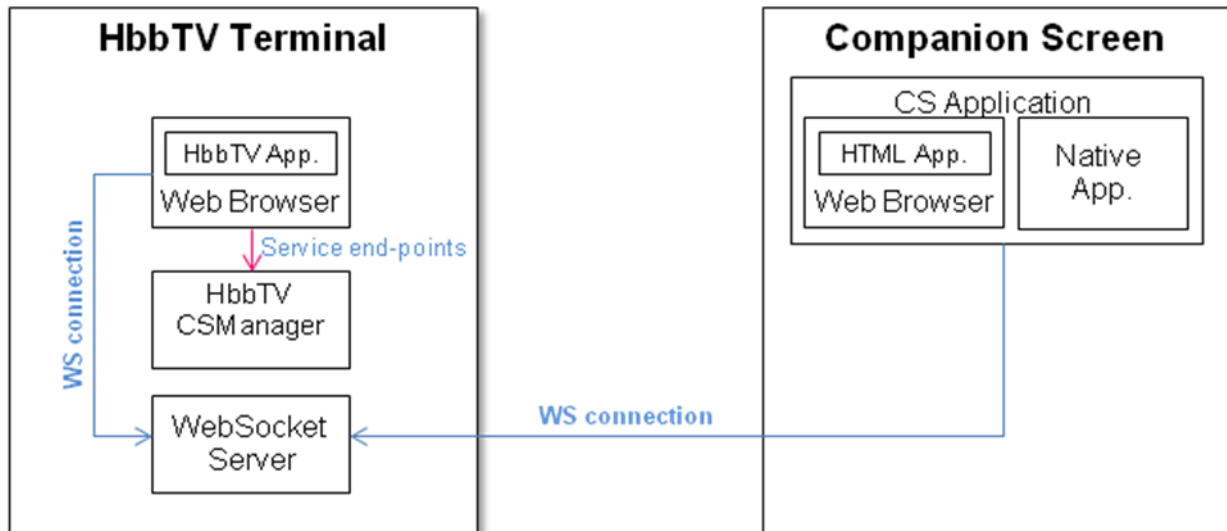 HbbTV Terminal
HbbTV App.
Web Browser
Service end-points
HbbTV
CSManager
WebSocket
Server
WS connection
WS connection
Companion Screen
CS Application
HTML App.
Web Browser
Native
App.